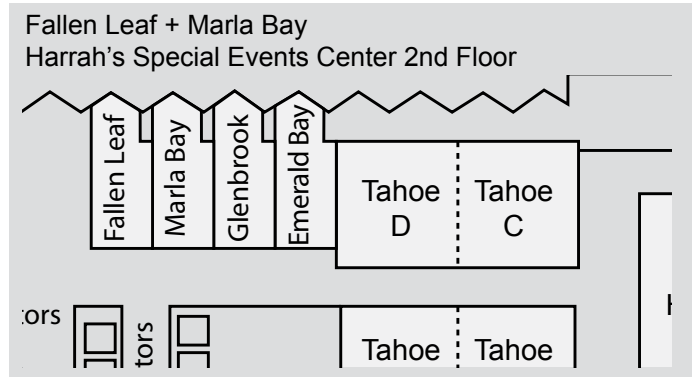 Fallen Leaf + Marla Bay
Harrah's Special Events Center 2nd Floor
Fallen Leaf
Marla Bay
Glenbrook
Emerald Bay
Tahoe
D
Tahoe
C
tors
tors
Tahoe
Tahoe